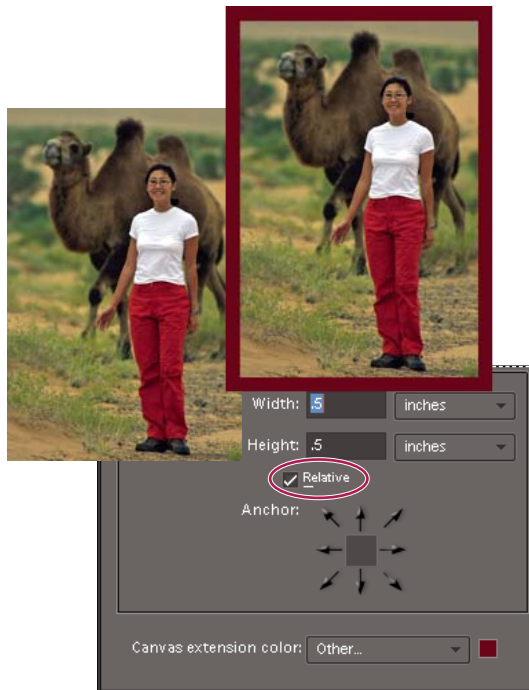 Width: .5 inches
Height: .5 inches
Relative
Anchor:
Canvas extension color: Other...